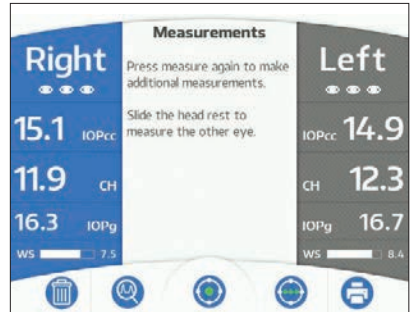 Measurements
Right
Press measure again to make
additional measurements.
Slide the head rest to
measure the other eye.
Left
15.1 IOPcc
11.9 CH
16.3 IOPg
WS 7.5
IOPcc 14.9
CH 12.3
IOPg 16.7
WS 8.4